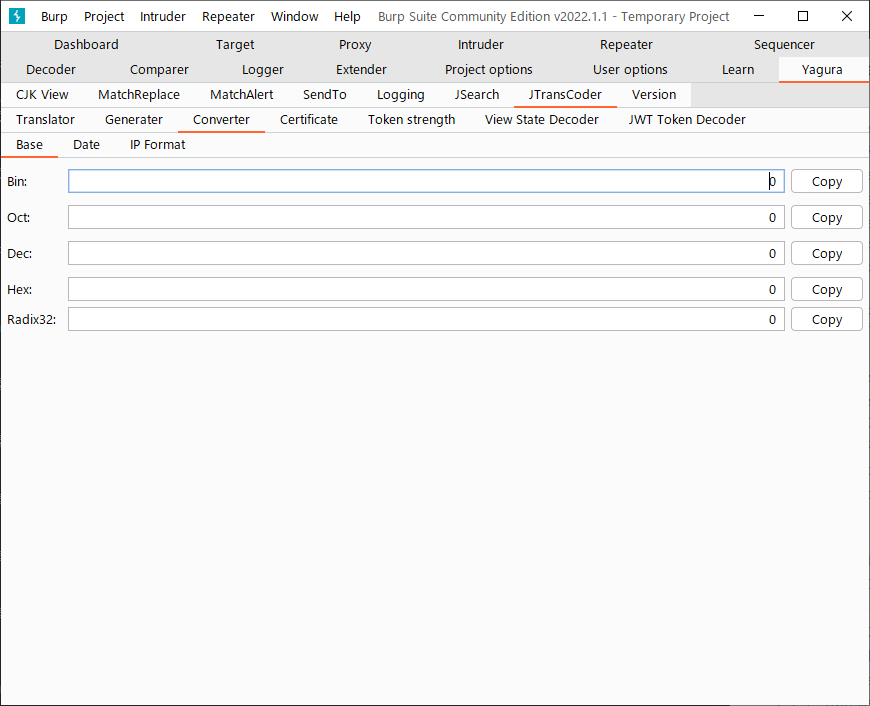 Burp Project Intruder Repeater Window Help Burp Suite Community Edition v2022.1.1 - Temporary Project
Dashboard Target Proxy Intruder Repeater Sequencer
Decoder Comparer Logger Extender Project options User options Learn Yagura
CJK View MatchReplace MatchAlert SendTo Logging JSearch JTransCoder Version
Translator Generater Converter Certificate Token strength View State Decoder JWT Token Decoder
Base Date IP Format
Bin: 0 Copy
Oct: 0 Copy
Dec: 0 Copy
Hex: 0 Copy
Radix32: 0 Copy